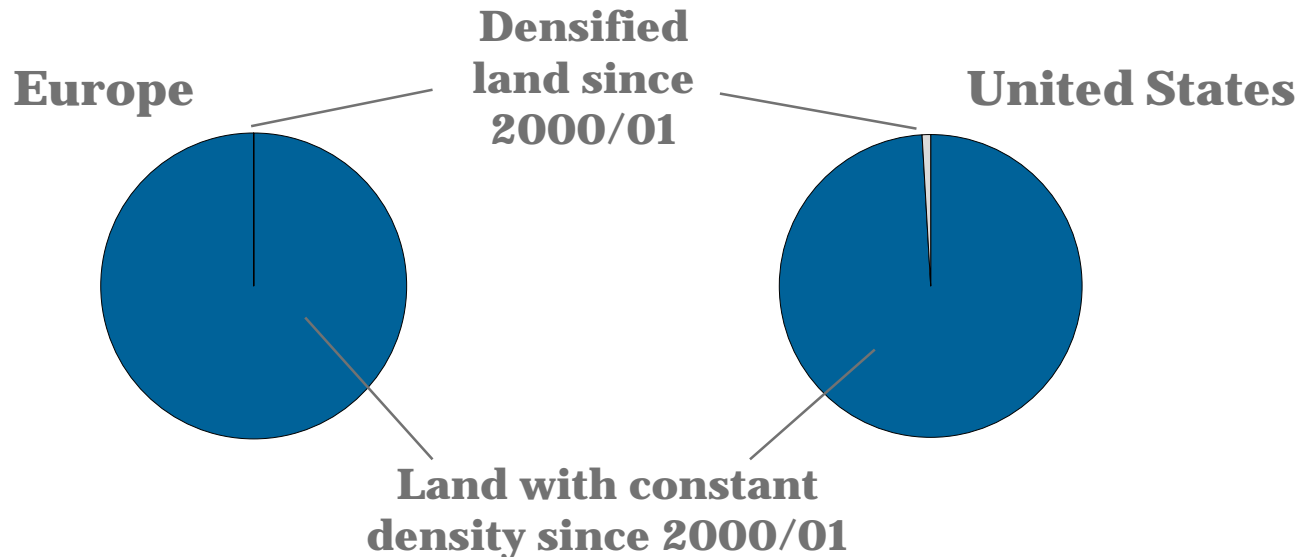 Europe
Densified
land since
2000/01
United States
Land with constant
density since 2000/01